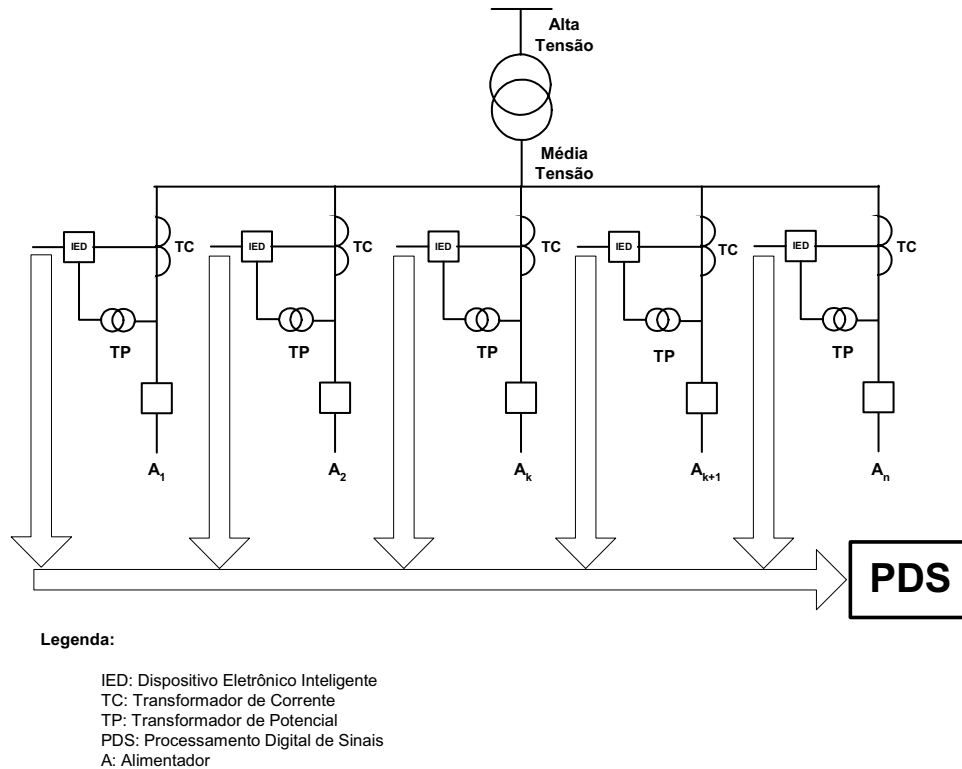 Alta
Tensão
Média
Tensão
IED
TC
IED
TC
IED
TC
IED
TC
IED
TC
TP
TP
TP
TP
TP
A1
A2
Ak
Ak+1
An
PDS
Legenda:
IED: Dispositivo Eletrônico Inteligente
TC: Transformador de Corrente
TP: Transformador de Potencial
PDS: Processamento Digital de Sinais
A: Alimentador